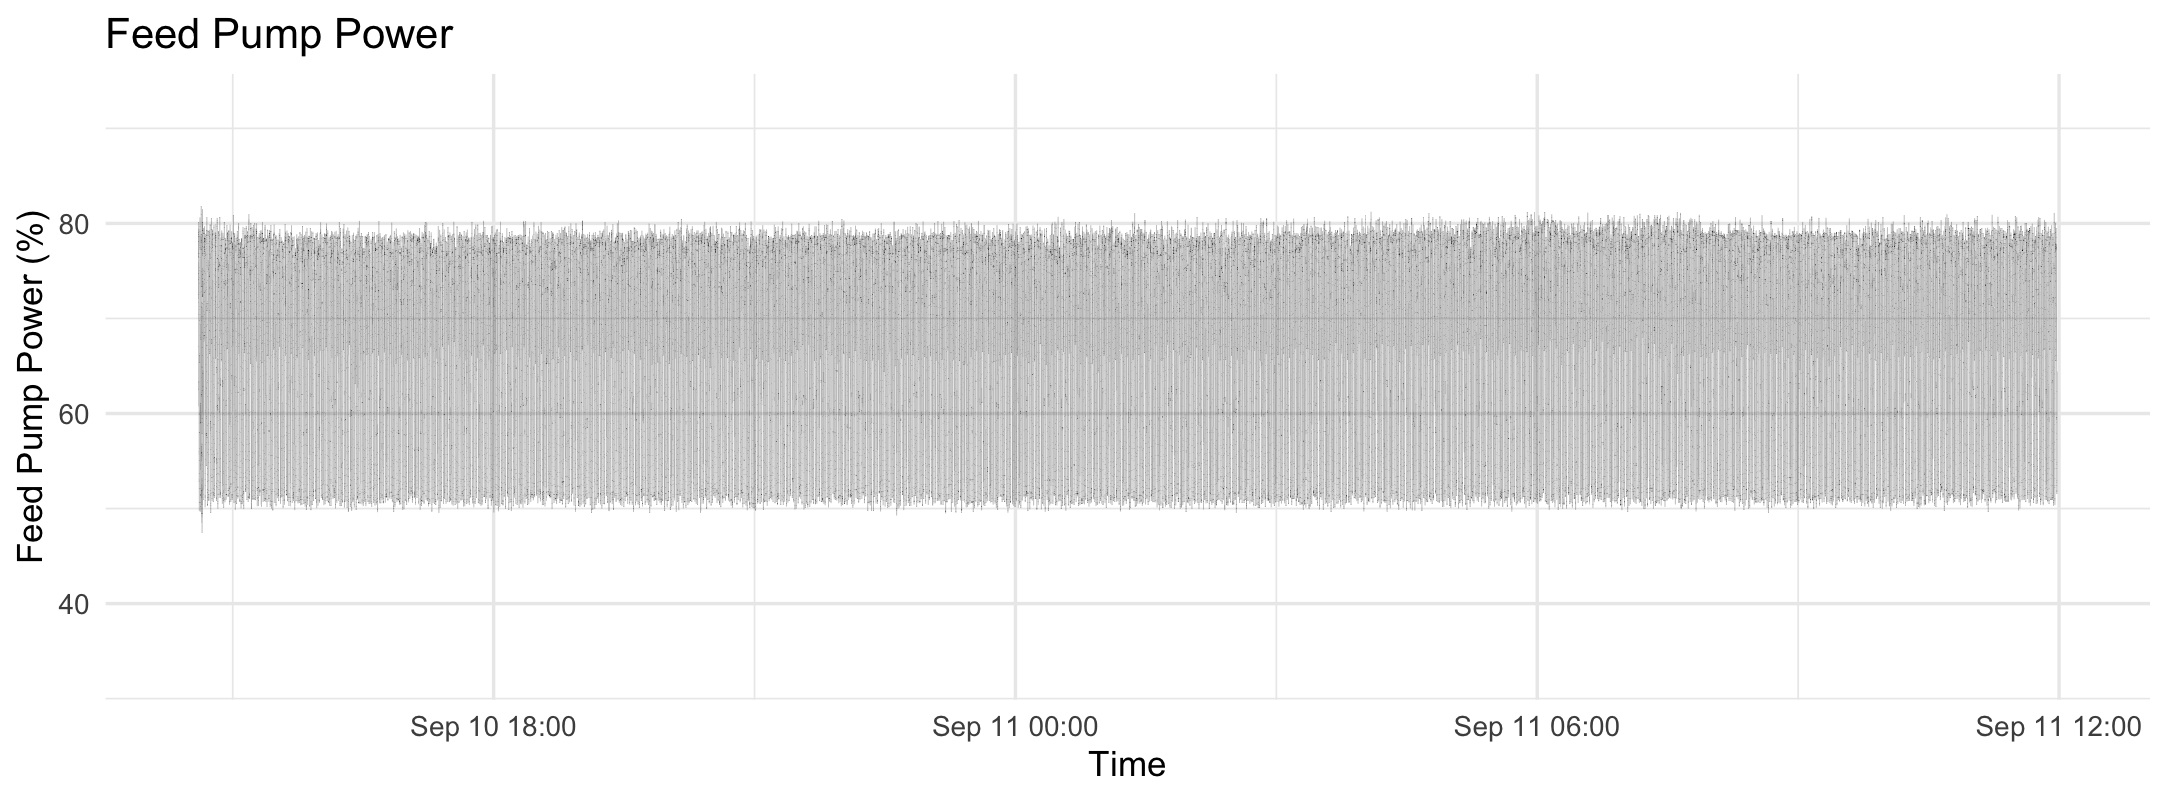 Feed Pump Power
Feed Pump Power (%)
80
60
40
Sep 10 18:00
Sep 11 00:00
Sep 11 06:00
Sep 11 12:00
Time